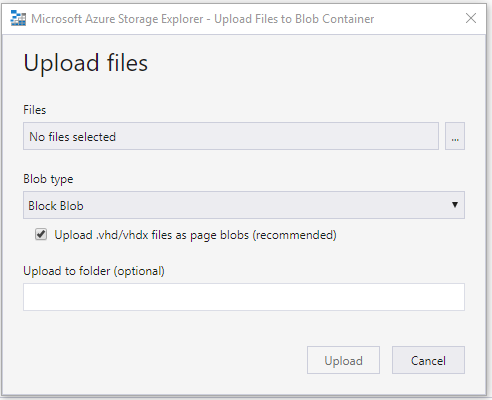 Microsoft Azure Storage Explorer - Upload Files to Blob Container
Upload files
Files
No files selected
...
Blob type
Block Blob
Upload .vhd/vhdx files as page blobs (recommended)
Upload to folder (optional)
Upload
Cancel